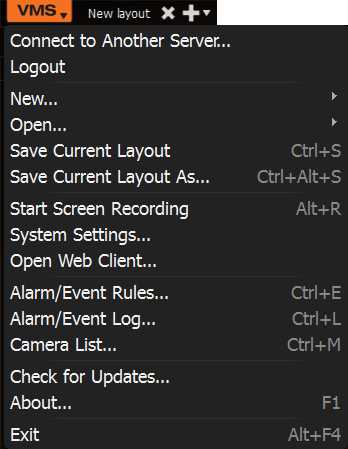 VMS New layout
Connect to Another Server...
Logout
New...
Open...
Save Current Layout Ctrl+S
Save Current Layout As... Ctrl+Alt+S
Start Screen Recording Alt+R
System Settings...
Open Web Client...
Alarm/Event Rules... Ctrl+E
Alarm/Event Log... Ctrl+L
Camera List... Ctrl+M
Check for Updates...
About... F1
Exit Alt+F4